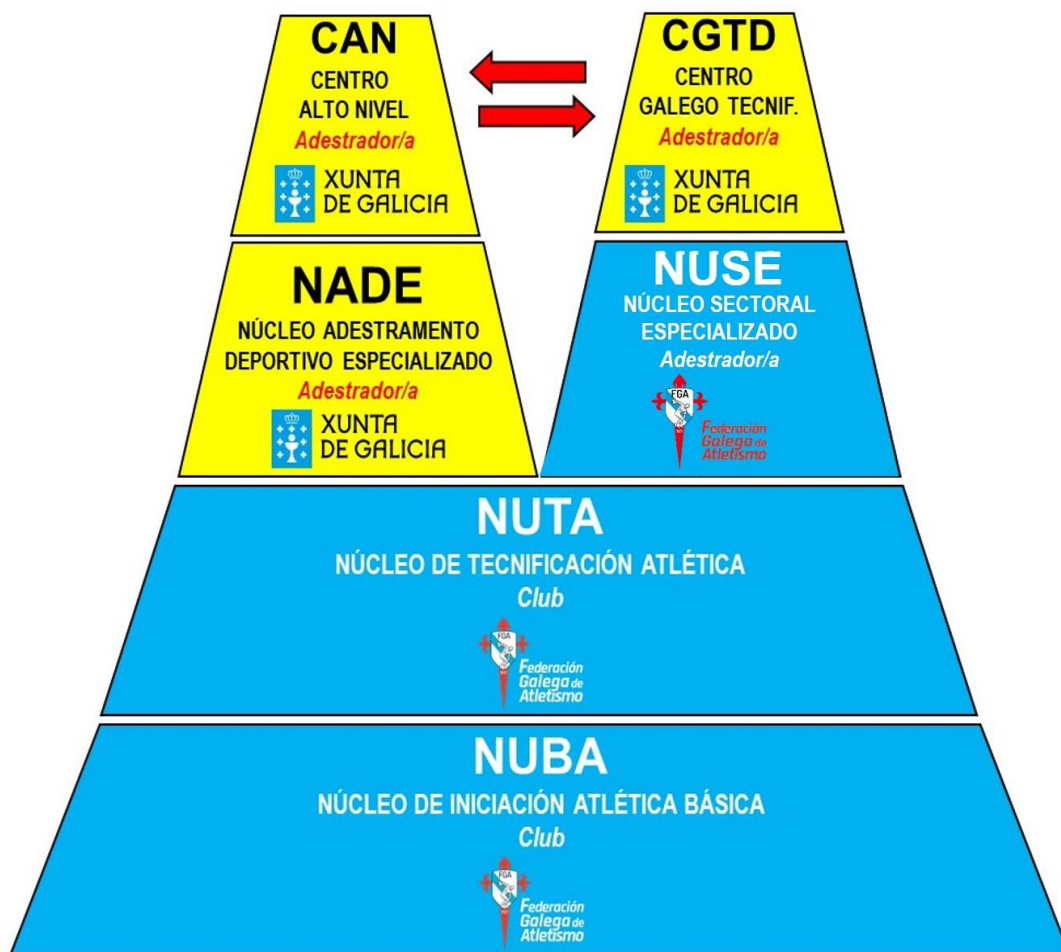 CAN
CENTRO
ALTO NIVEL
Adestrador/a
XUNTA
DE GALICIA
CGTD
CENTRO
GALEGO TECNIF.
Adestrador/a
XUNTA
DE GALICIA
NADE
NÚCLEO ADESTRAMENTO
DEPORTIVO ESPECIALIZADO
Adestrador/a
XUNTA
DE GALICIA
NUSE
NÚCLEO SECTORAL
ESPECIALIZADO
Adestrador/a
FGA
Federación
Galega de
Atletismo
NUTA
NÚCLEO DE TECNIFICACIÓN ATLÉTICA
Club
FGA
Federación
Galega de
Atletismo
NUBA
NÚCLEO DE INICIACIÓN ATLÉTICA BÁSICA
Club
FGA
Federación
Galega de
Atletismo